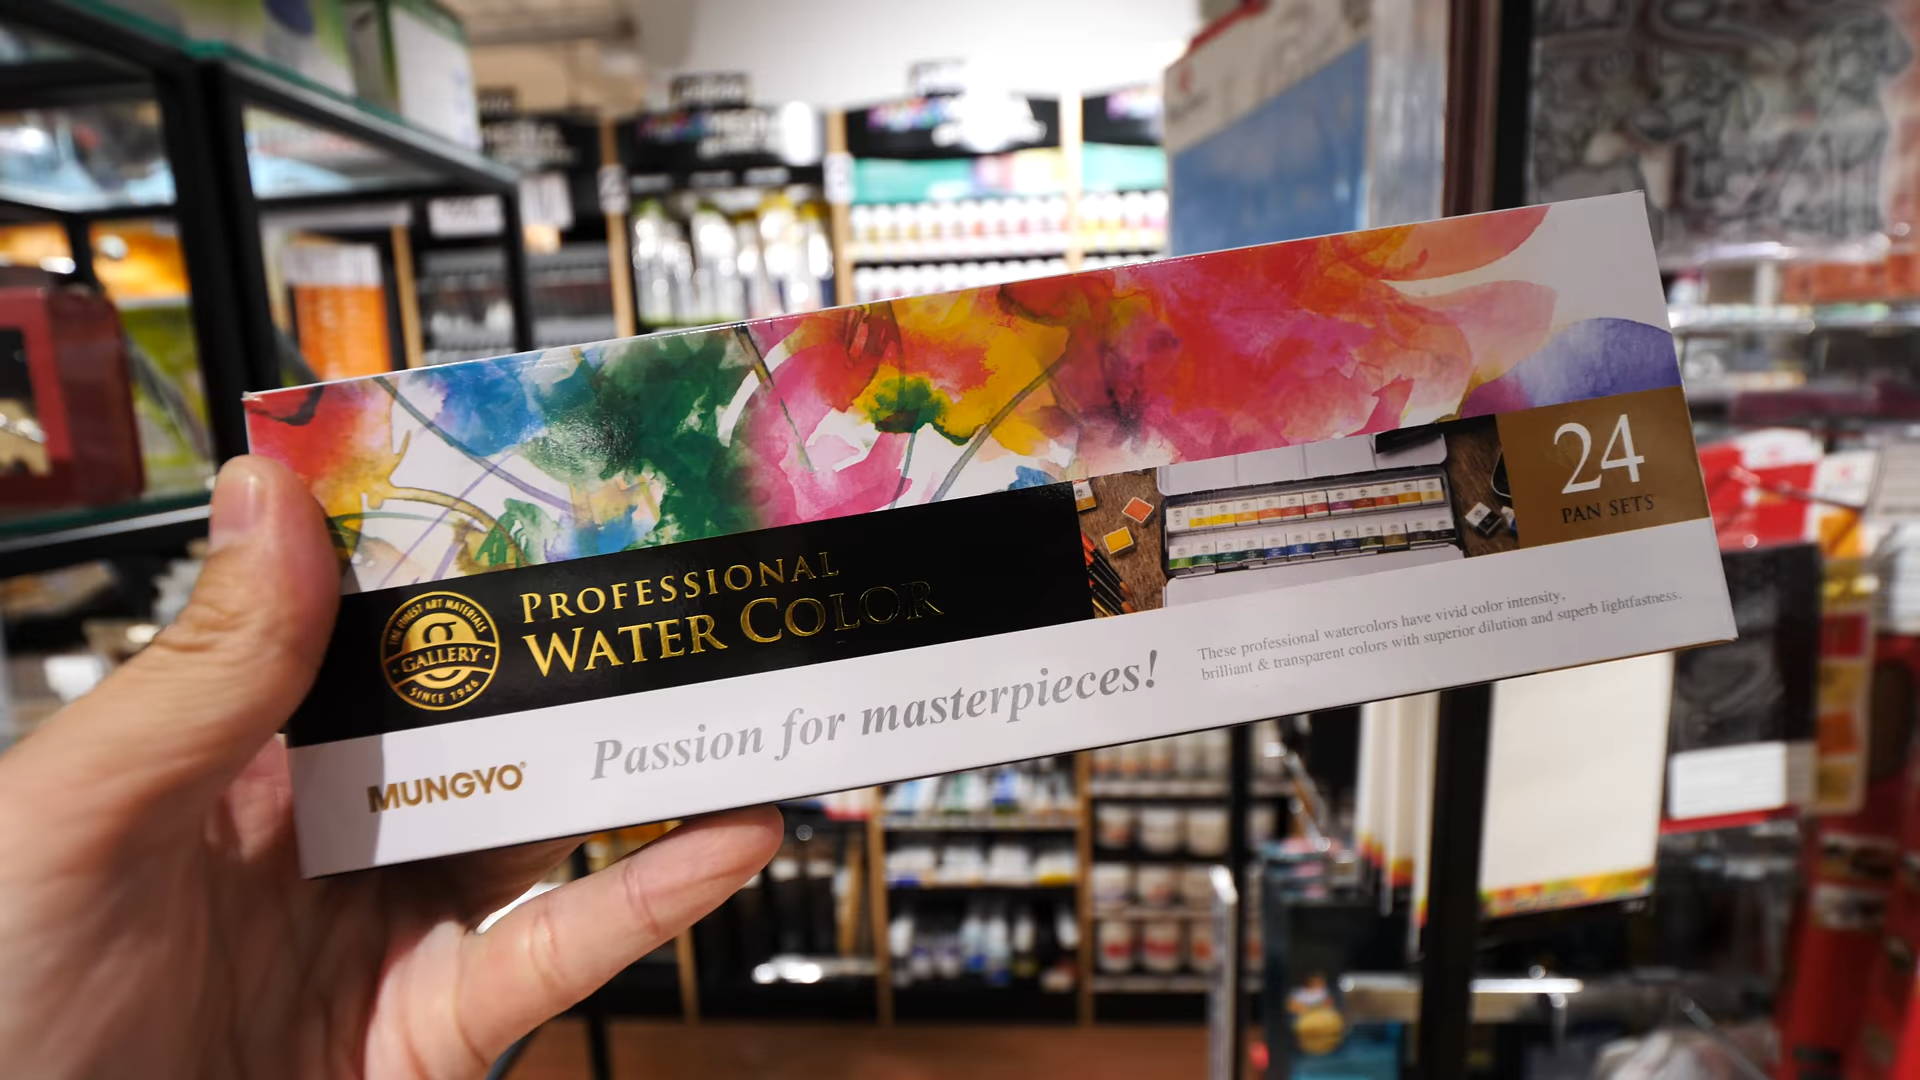 24
PAN SETS
PROFESSIONAL
WATER COLOR
THE FINEST ART MATERIALS
GALLERY
SINCE 1946
These professional watercolors have vivid color intensity,
brilliant & transparent colors with superior dilution and superb lightfastness.
Passion for masterpieces!
MUNGYO®